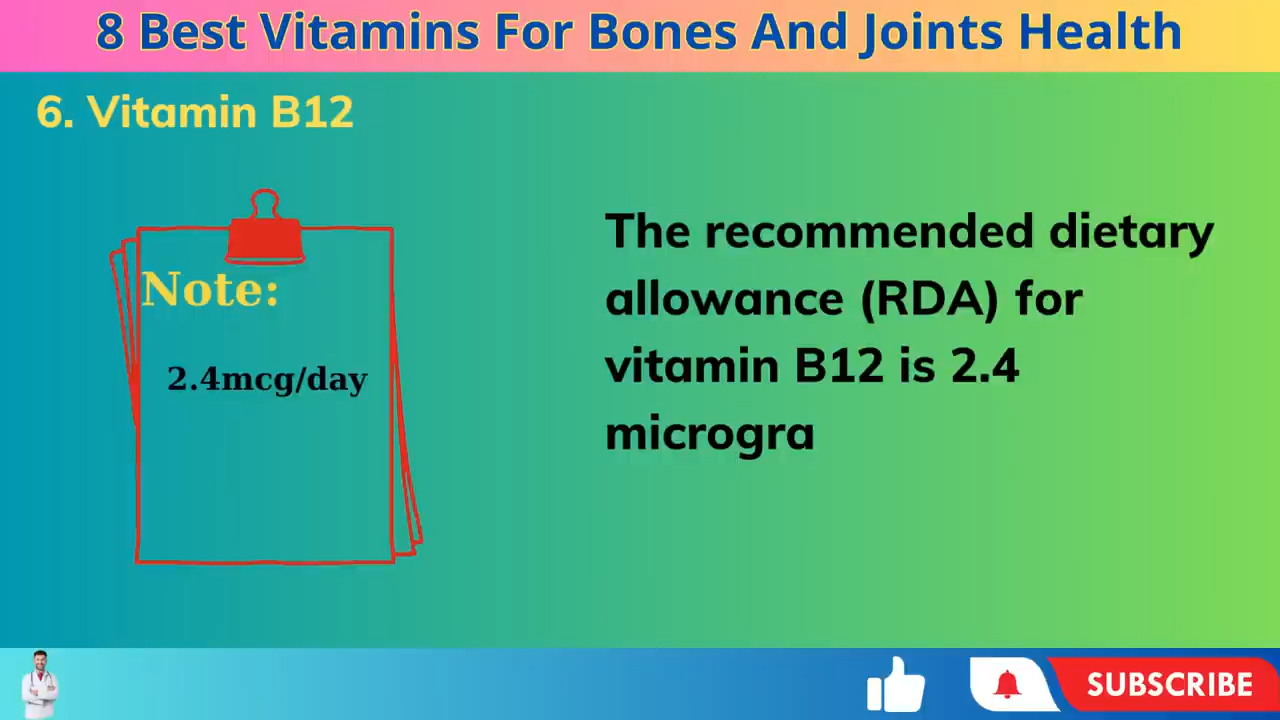 8 Best Vitamins For Bones And Joints Health
6. Vitamin B12
Note:
2.4mcg/day
The recommended dietary
allowance (RDA) for
vitamin B12 is 2.4
microgra
SUBSCRIBE